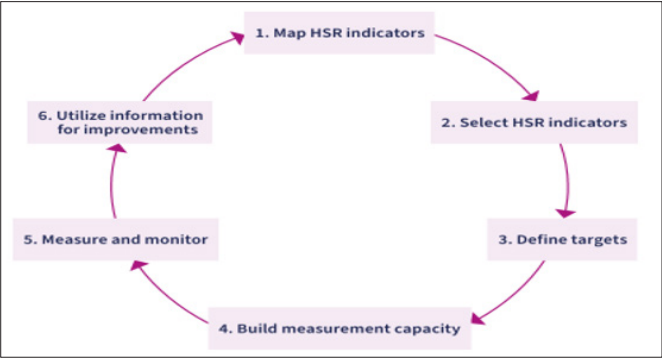 1. Map HSR indicators
2. Select HSR indicators
3. Define targets
4. Build measurement capacity
5. Measure and monitor
6. Utilize information
for improvements